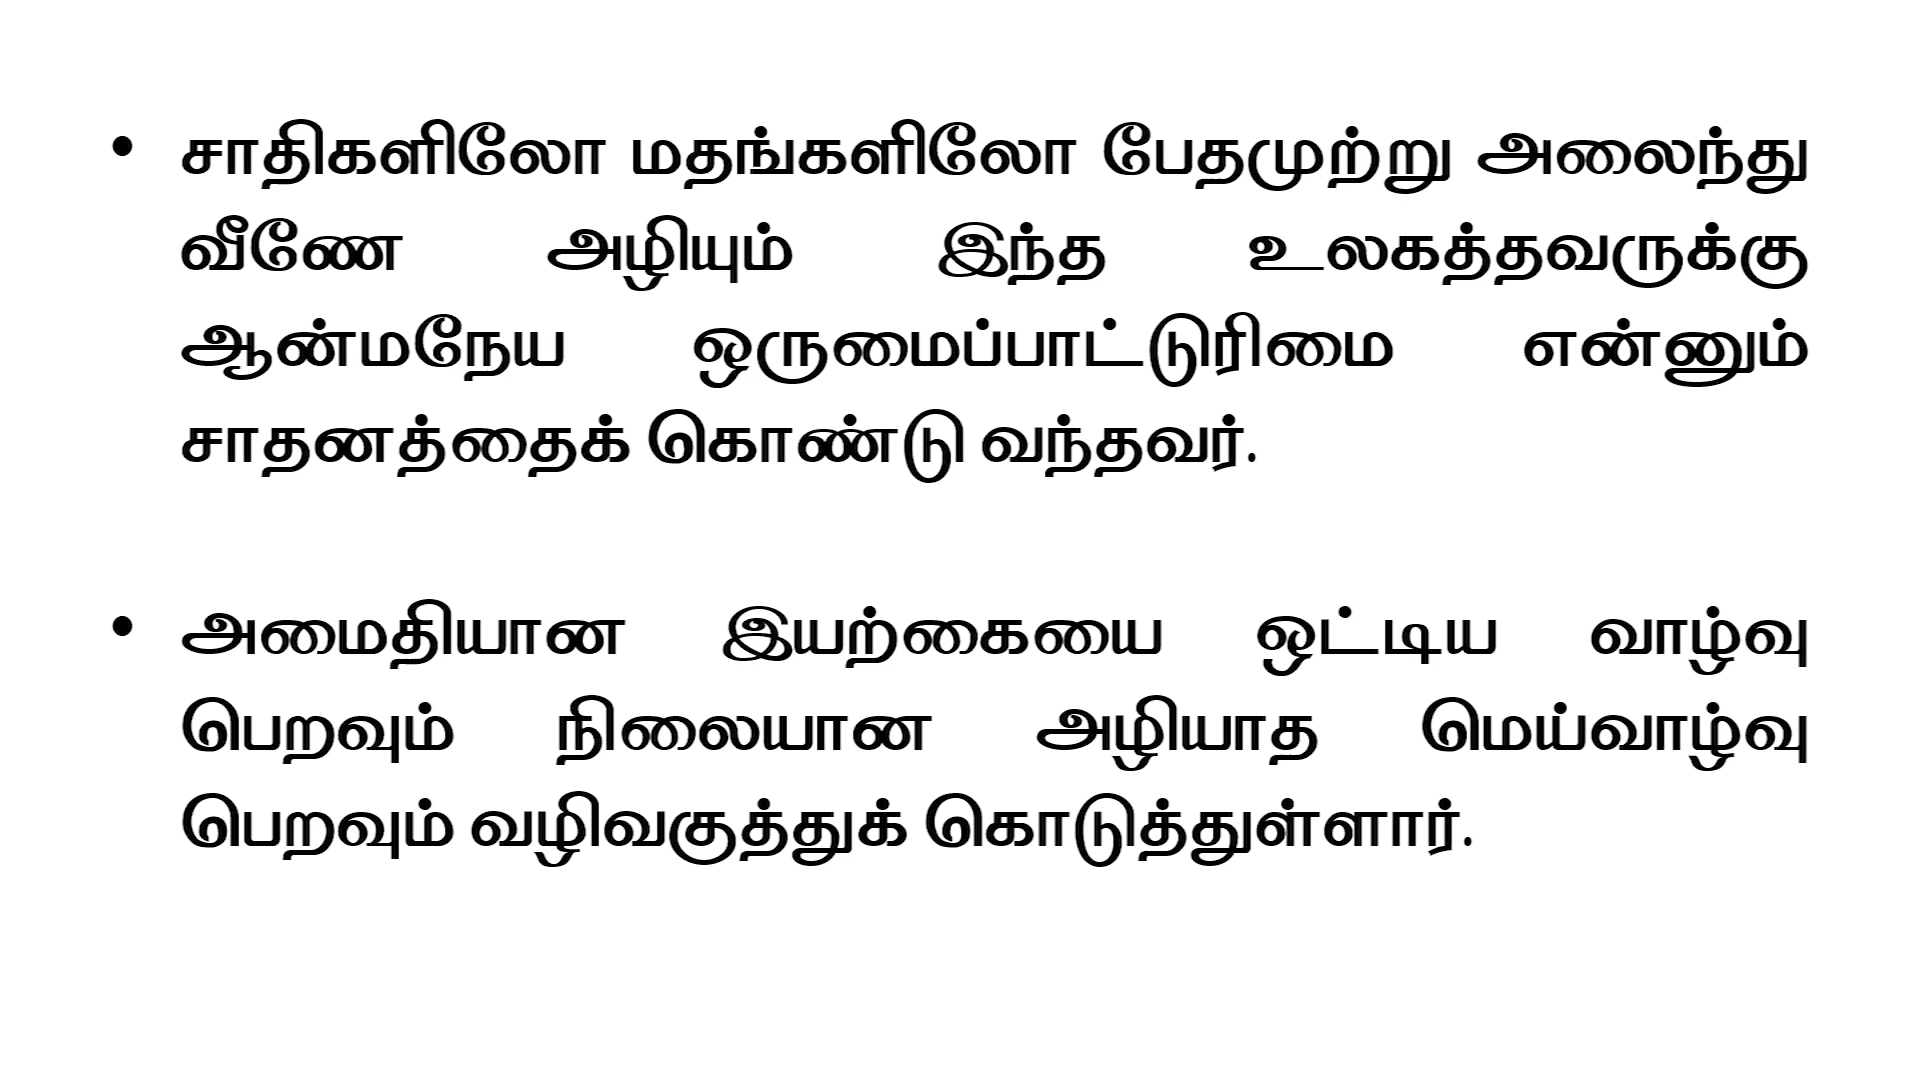 • சாதிகளிலோ மதங்களிலோ பேதமுற்று அலைந்து
வீணே அழியும் இந்த உலகத்தவருக்கு
ஆன்மநேய ஒருமைப்பாட்டுரிமை என்னும்
சாதனத்தைக் கொண்டு வந்தவர்.
• அமைதியான இயற்கையை ஒட்டிய வாழ்வு
பெறவும் நிலையான அழியாத மெய்வாழ்வு
பெறவும் வழிவகுத்துக் கொடுத்துள்ளார்.